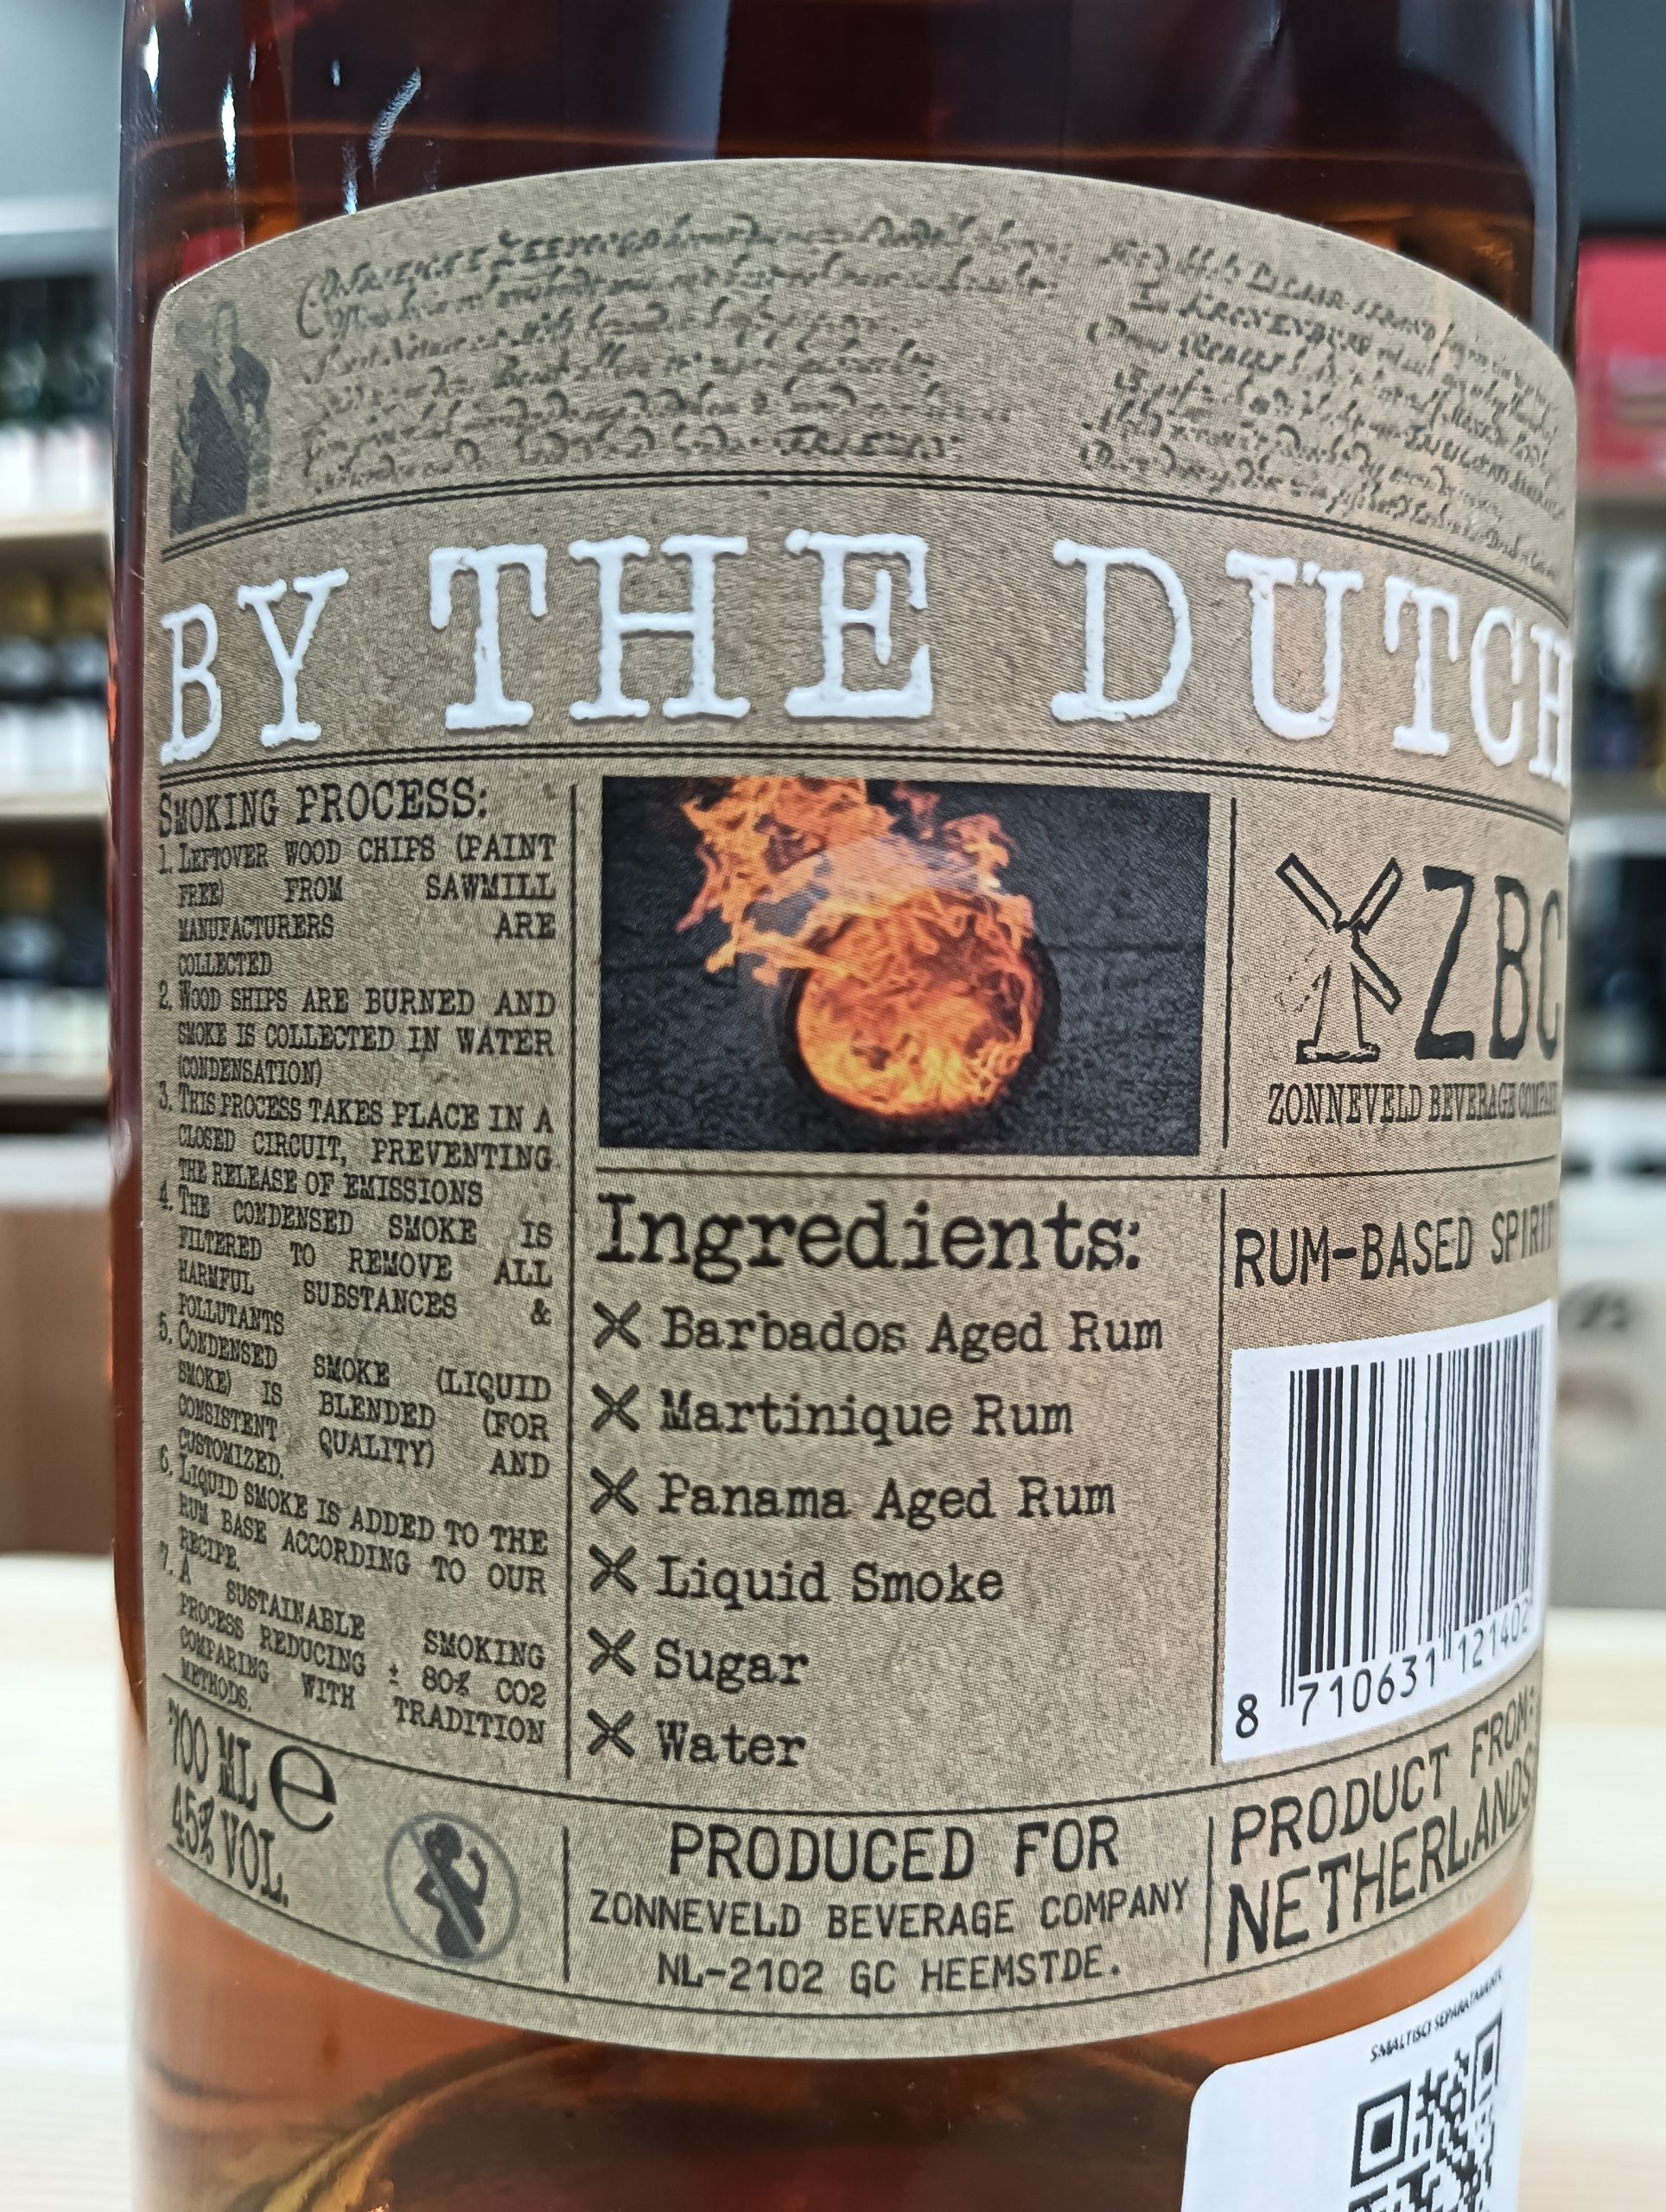 BY THE DUTCH
SMOKING PROCESS:
1. LEFTOVER WOOD CHIPS (PAINT
FREE) FROM SAWMILL
MANUFACTURERS ARE
COLLECTED
2. WOOD SHIPS ARE BURNED AND
SMOKE IS COLLECTED IN WATER
(CONDENSATION)
3. THIS PROCESS TAKES PLACE IN A
CLOSED CIRCUIT, PREVENTING
THE RELEASE OF EMISSIONS
4. THE CONDENSED SMOKE IS
FILTERED TO REMOVE ALL
HARMFUL SUBSTANCES &
POLLUTANTS
5. CONDENSED SMOKE (LIQUID
SMOKE) IS BLENDED (FOR
CONSISTENT QUALITY) AND
CUSTOMIZED.
6. LIQUID SMOKE IS ADDED TO THE
RUM BASE ACCORDING TO OUR
RECIPE.
7. A SUSTAINABLE SMOKING
PROCESS REDUCING ± 80% CO2
COMPARING WITH TRADITION
METHODS.
700 ML e
45% VOL.
Ingredients:
Barbados Aged Rum
Martinique Rum
Panama Aged Rum
Liquid Smoke
Sugar
Water
PRODUCED FOR
ZONNEVELD BEVERAGE COMPANY
NL-2102 GC HEEMSTDE.
ZBC
ZONNEVELD BEVERAGE COMPANY
RUM-BASED SPIRIT
8 710631 121402
PRODUCT FROM:
NETHERLANDS
SMALTISCI SEPARATAMENTE